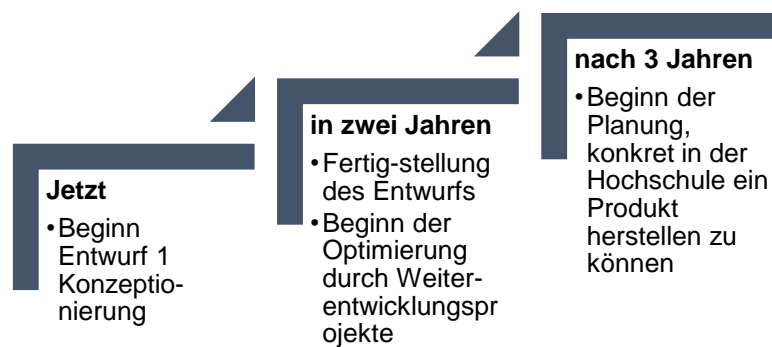 Jetzt
•Beginn
Entwurf 1
Konzeptio-
nierung
in zwei Jahren
•Fertig-stellung
des Entwurfs
•Beginn der
Optimierung
durch Weiter-
entwicklungspr
ojekte
nach 3 Jahren
•Beginn der
Planung,
konkret in der
Hochschule ein
Produkt
herstellen zu
können